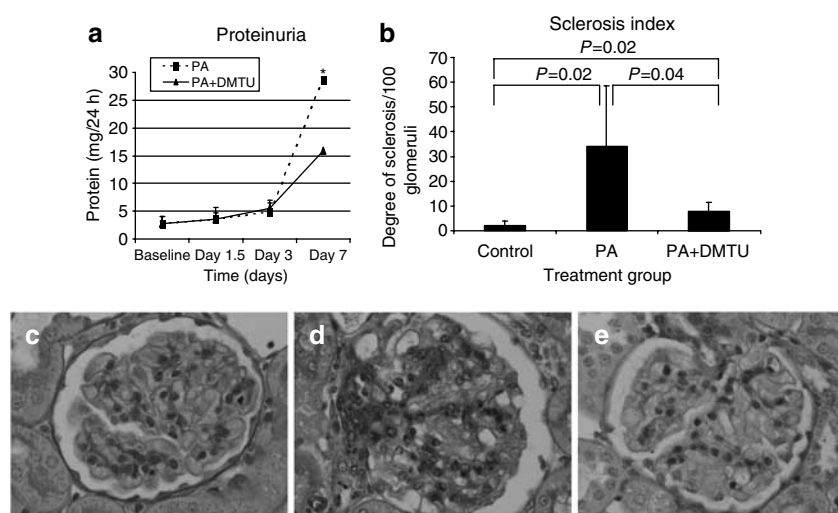 a
Proteinuria
PA
PA+DMTU
*
30
25
20
15
10
5
0
Protein (mg/24 h)
Baseline Day 1.5 Day 3 Day 7
Time (days)
b
Sclerosis index
P=0.02
P=0.02 P=0.04
70
60
50
40
30
20
10
0
Degree of sclerosis/100
glomeruli
Control PA PA+DMTU
Treatment group
c
d
e